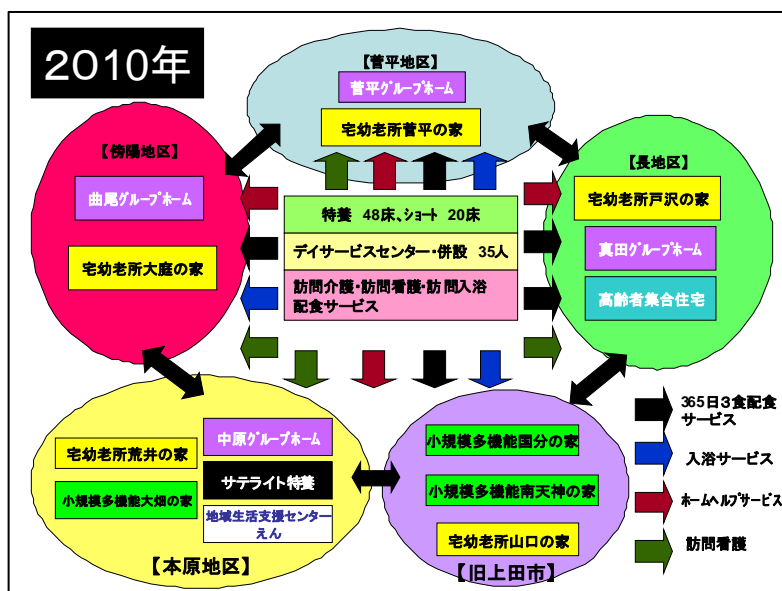 2010年
【菅平地区】
菅平ｸﾞﾙｰﾌﾟﾎｰﾑ
宅幼老所菅平の家
【傍陽地区】
曲尾ｸﾞﾙｰﾌﾟﾎｰﾑ
宅幼老所大庭の家
特養 48床、ｼｮｰﾄ 20床
デイサービスセンター・併設 35人
訪問介護・訪問看護・訪問入浴
配食サービス
【長地区】
宅幼老所戸沢の家
真田ｸﾞﾙｰﾌﾟﾎｰﾑ
高齢者集合住宅
中原ｸﾞﾙｰﾌﾟﾎｰﾑ
宅幼老所荒井の家
サテライト特養
小規模多機能大畑の家
地域生活支援センター
えん
【本原地区】
小規模多機能国分の家
小規模多機能南天神の家
宅幼老所山口の家
【旧上田市】
365日３食配食
サービス
入浴サービス
ﾎｰﾑﾍﾙﾌﾟｻｰﾋﾞｽ
訪問看護